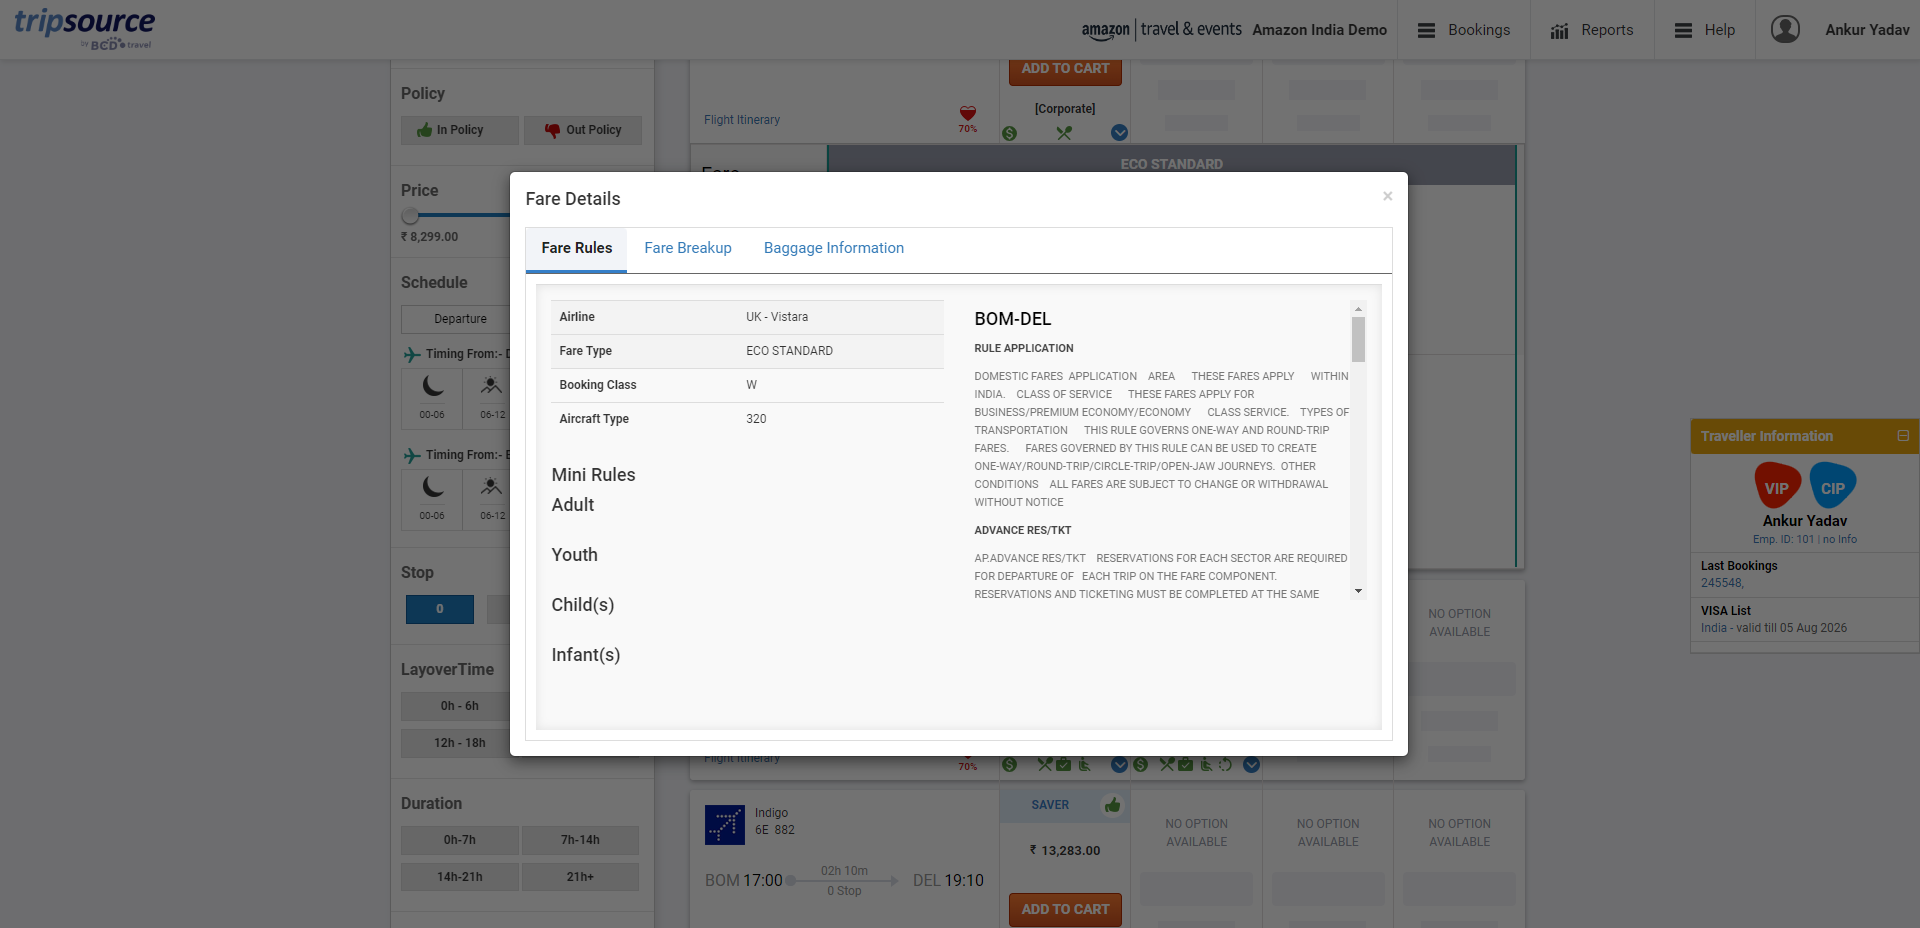 tripsource
by BCD travel
amazon travel & events Amazon India Demo
Bookings
Reports
Help
Ankur Yadav
Policy
In Policy
Out Policy
Price
₹ 8,299.00
Schedule
Departure
Timing From:- D
00-06
06-12
Timing From:-
00-06
06-12
Stop
0
LayoverTime
0h - 6h
12h - 18h
Duration
0h-7h
7h-14h
14h-21h
21h+
ADD TO CART
Flight Itinerary
70%
[Corporate]
ECO STANDARD
Fare
Fare Details
×
Fare Rules
Fare Breakup
Baggage Information
Airline UK - Vistara
Fare Type ECO STANDARD
Booking Class W
Aircraft Type 320
Mini Rules
Adult
Youth
Child(s)
Infant(s)
BOM-DEL
RULE APPLICATION
DOMESTIC FARES APPLICATION AREA THESE FARES APPLY WITHIN
INDIA. CLASS OF SERVICE THESE FARES APPLY FOR
BUSINESS/PREMIUM ECONOMY/ECONOMY CLASS SERVICE. TYPES OF
TRANSPORTATION THIS RULE GOVERNS ONE-WAY AND ROUND-TRIP
FARES. FARES GOVERNED BY THIS RULE CAN BE USED TO CREATE
ONE-WAY/ROUND-TRIP/CIRCLE-TRIP/OPEN-JAW JOURNEYS. OTHER
CONDITIONS ALL FARES ARE SUBJECT TO CHANGE OR WITHDRAWAL
WITHOUT NOTICE
ADVANCE RES/TKT
AP.ADVANCE RES/TKT RESERVATIONS FOR EACH SECTOR ARE REQUIRED
FOR DEPARTURE OF EACH TRIP ON THE FARE COMPONENT.
RESERVATIONS AND TICKETING MUST BE COMPLETED AT THE SAME
NO OPTION
AVAILABLE
Flight Itinerary
70%
Indigo
6E 882
BOM 17:00
02h 10m
0 Stop
DEL 19:10
SAVER
₹ 13,283.00
ADD TO CART
NO OPTION
AVAILABLE
NO OPTION
AVAILABLE
NO OPTION
AVAILABLE
Traveller Information
VIP
CIP
Ankur Yadav
Emp. ID: 101 | no Info
Last Bookings
245548,
VISA List
India - valid till 05 Aug 2026